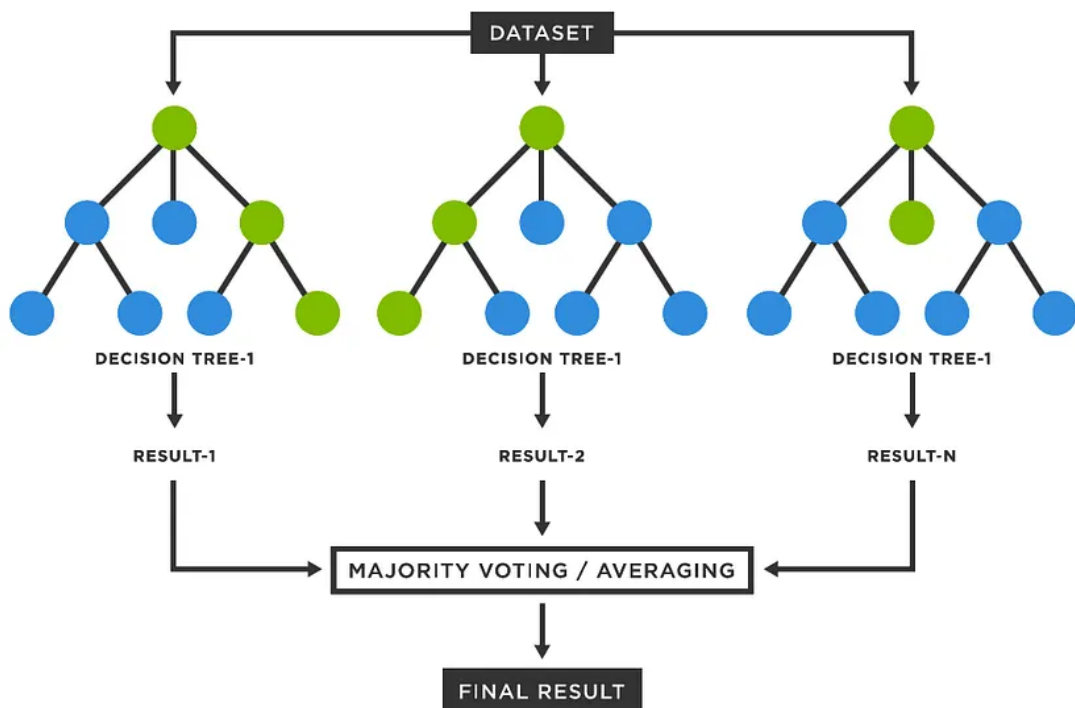 DATASET
DECISION TREE-1
DECISION TREE-1
DECISION TREE-1
RESULT-1
RESULT-2
RESULT-N
MAJORITY VOTING / AVERAGING
FINAL RESULT